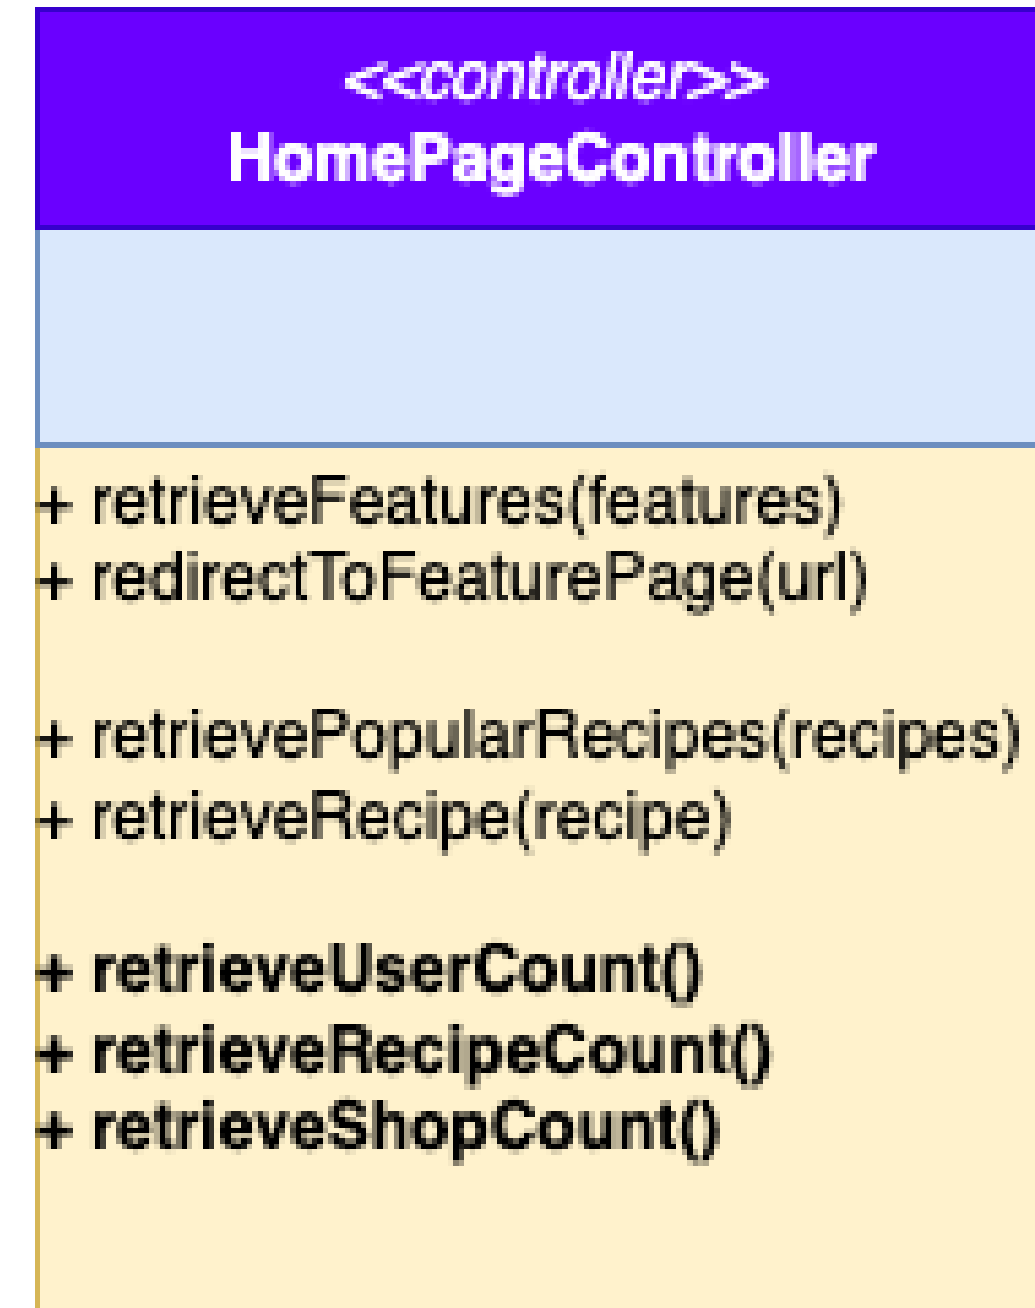 <<controller>>
HomePageController
+ retrieveFeatures(features)
+ redirectToFeaturePage(url)
+ retrievePopularRecipes(recipes)
+ retrieveRecipe(recipe)
+ retrieveUserCount()
+ retrieveRecipeCount()
+ retrieveShopCount()